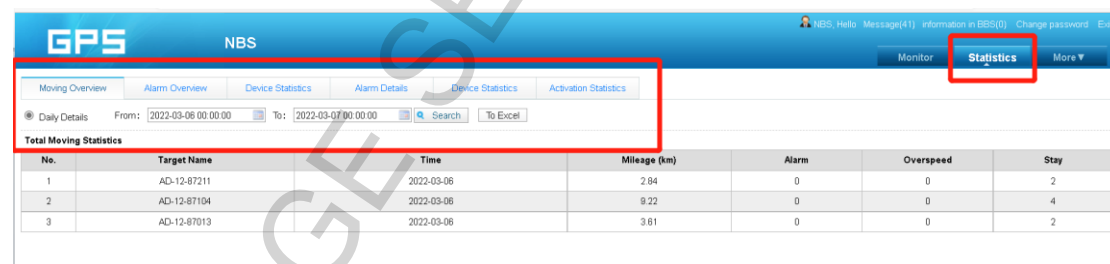 NBS, Hello Message(41) information in BBS(0) Change password
GPS NBS
Monitor Statistics More▼
Moving Overview Alarm Overview Device Statistics Alarm Details Device Statistics Activation Statistics
Daily Details From: 2022-03-06 00:00:00 To: 2022-03-07 00:00:00 Search To Excel
Total Moving Statistics
No. Target Name Time Mileage (km) Alarm Overspeed Stay
1 AD-12-87211 2022-03-06 2.84 0 0 2
2 AD-12-87104 2022-03-06 9.22 0 0 4
3 AD-12-87013 2022-03-06 3.61 0 0 2